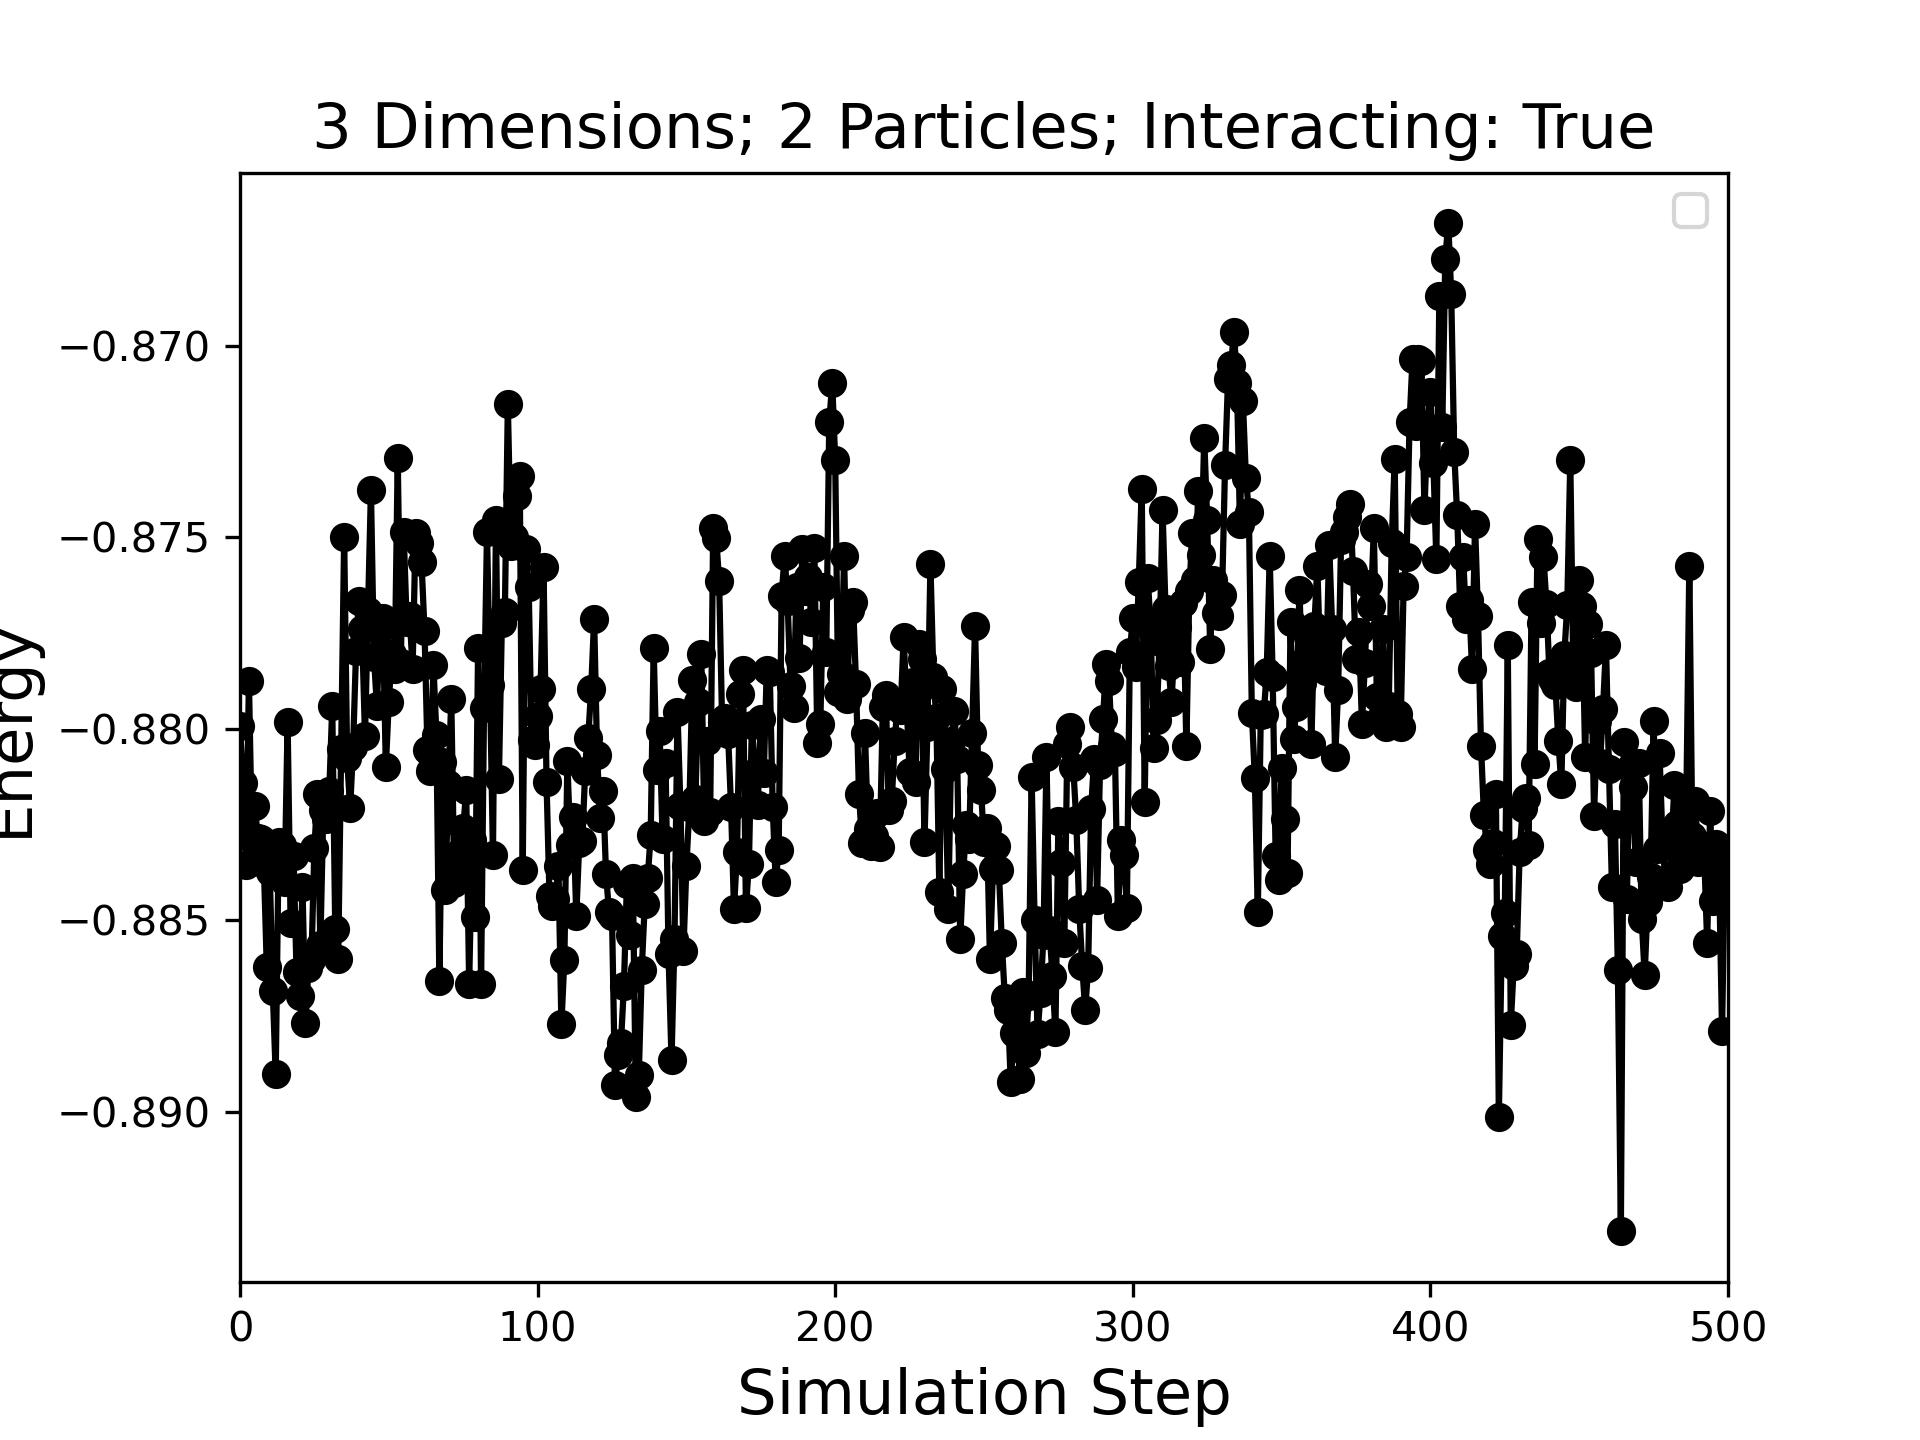 3 Dimensions; 2 Particles; Interacting: True
−0.870
−0.875
−0.880
−0.885
−0.890
Energy
0 100 200 300 400 500
Simulation Step